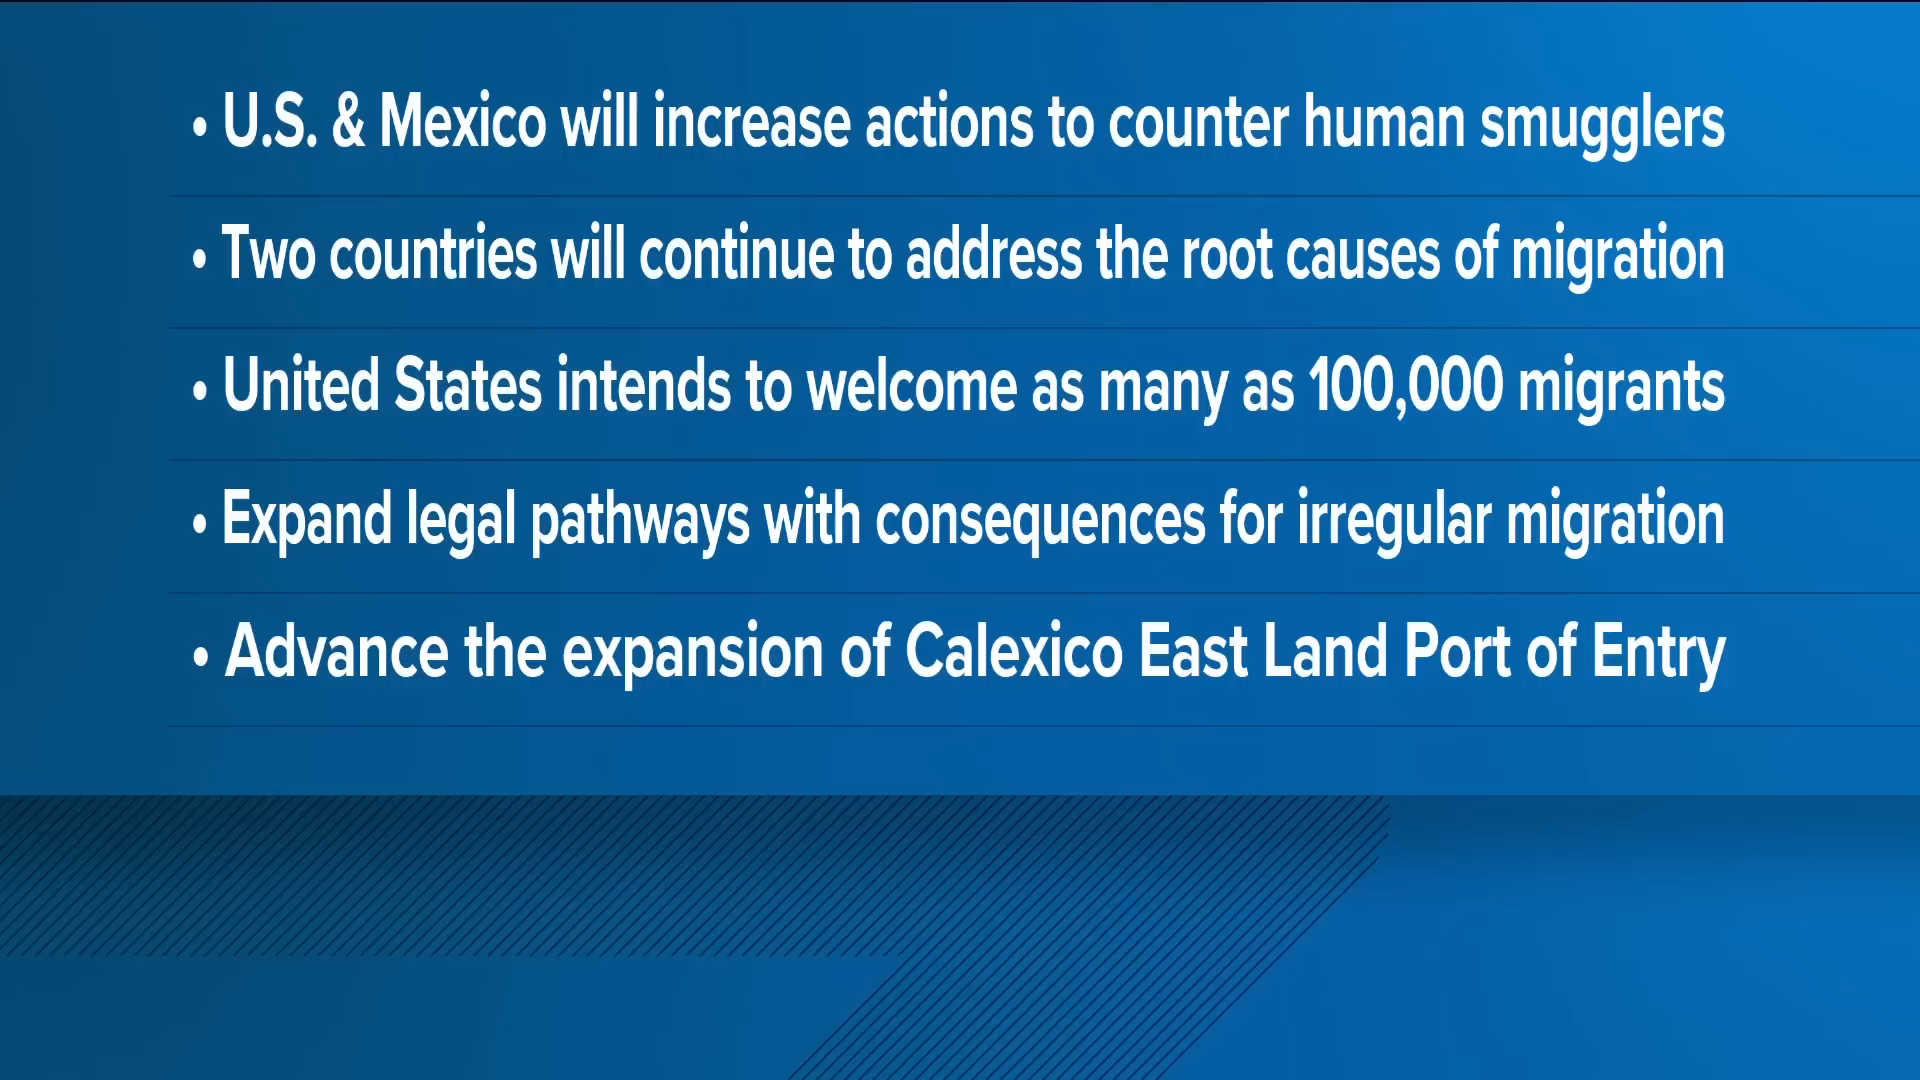 • U.S. & Mexico will increase actions to counter human smugglers
• Two countries will continue to address the root causes of migration
• United States intends to welcome as many as 100,000 migrants
• Expand legal pathways with consequences for irregular migration
• Advance the expansion of Calexico East Land Port of Entry